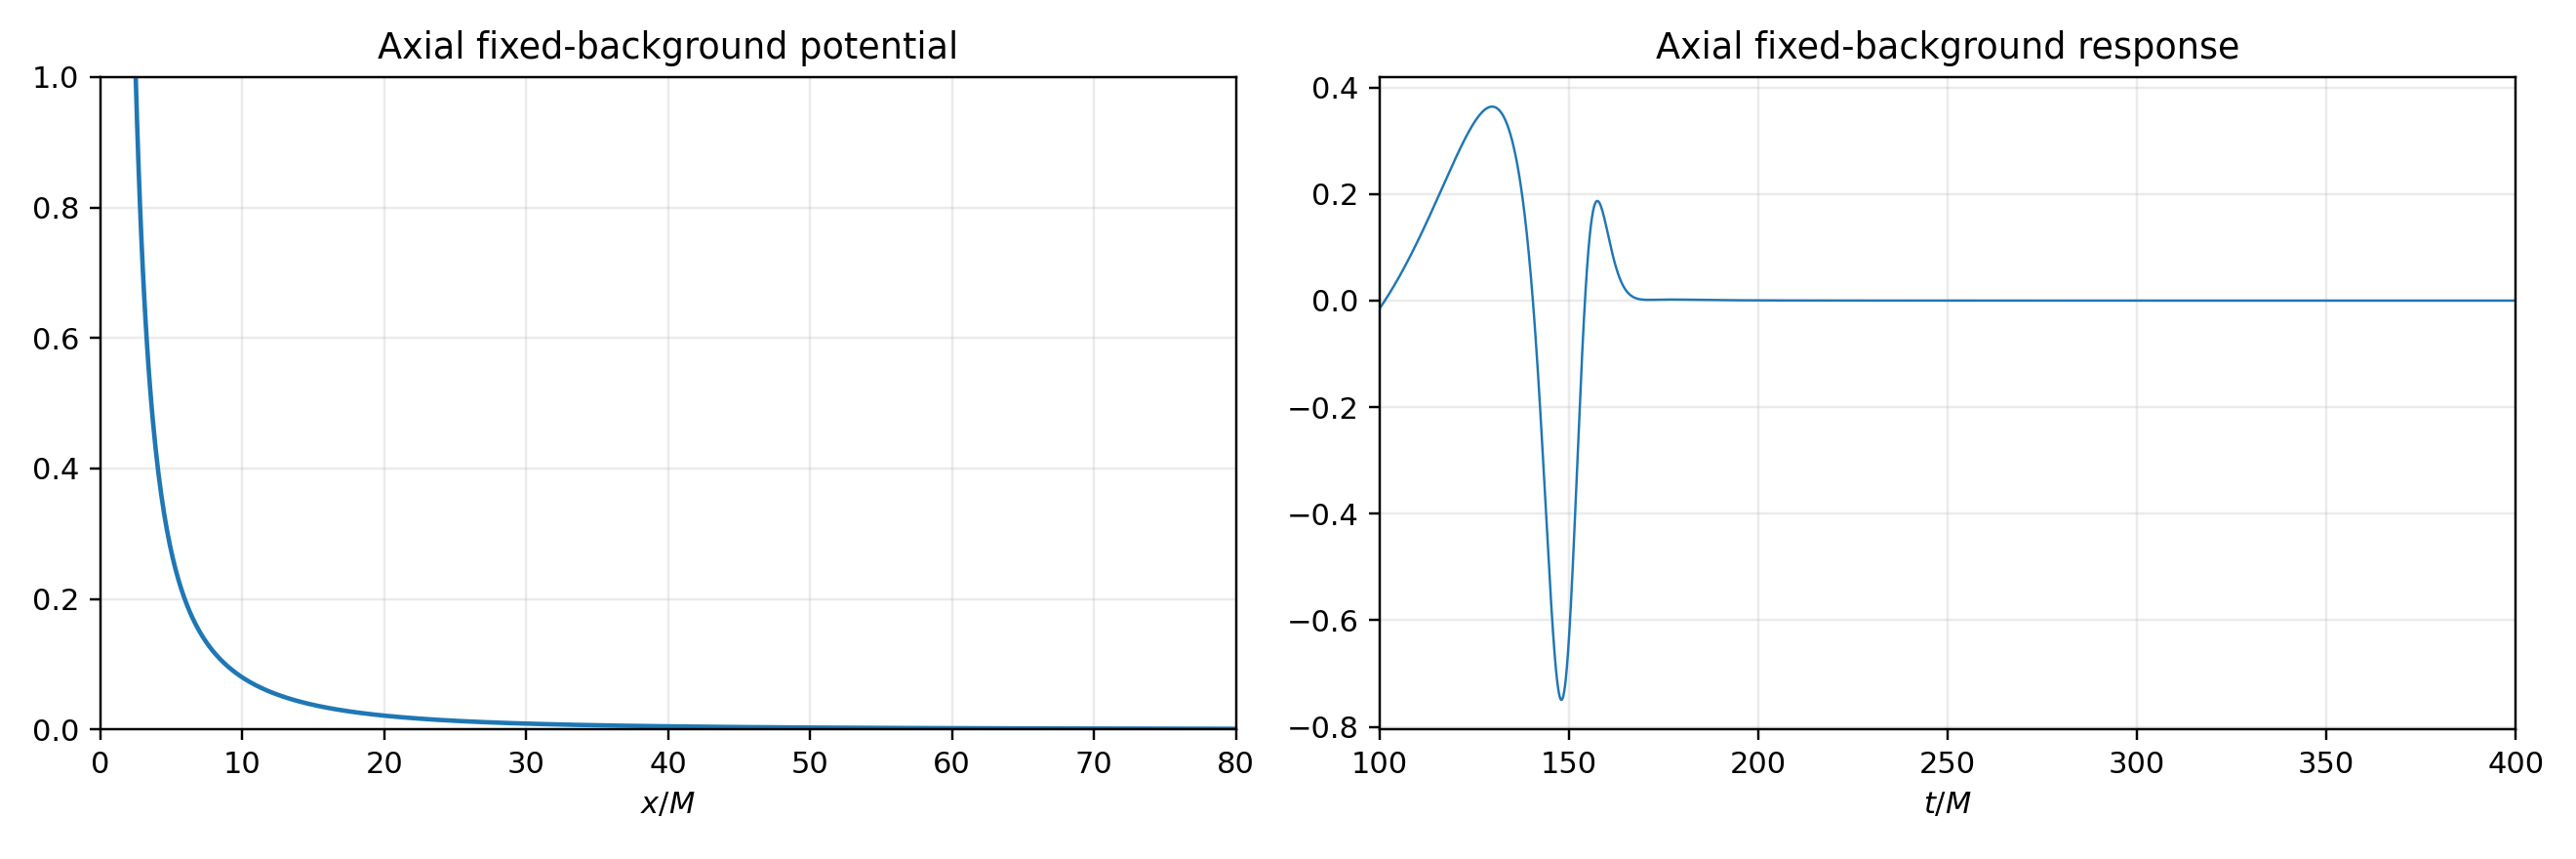 Axial fixed-background potential
1.0
0.8
0.6
0.4
0.2
0.0
0 10 20 30 40 50 60 70 80
x/M
Axial fixed-background response
0.4
0.2
0.0
−0.2
−0.4
−0.6
−0.8
100 150 200 250 300 350 400
t/M